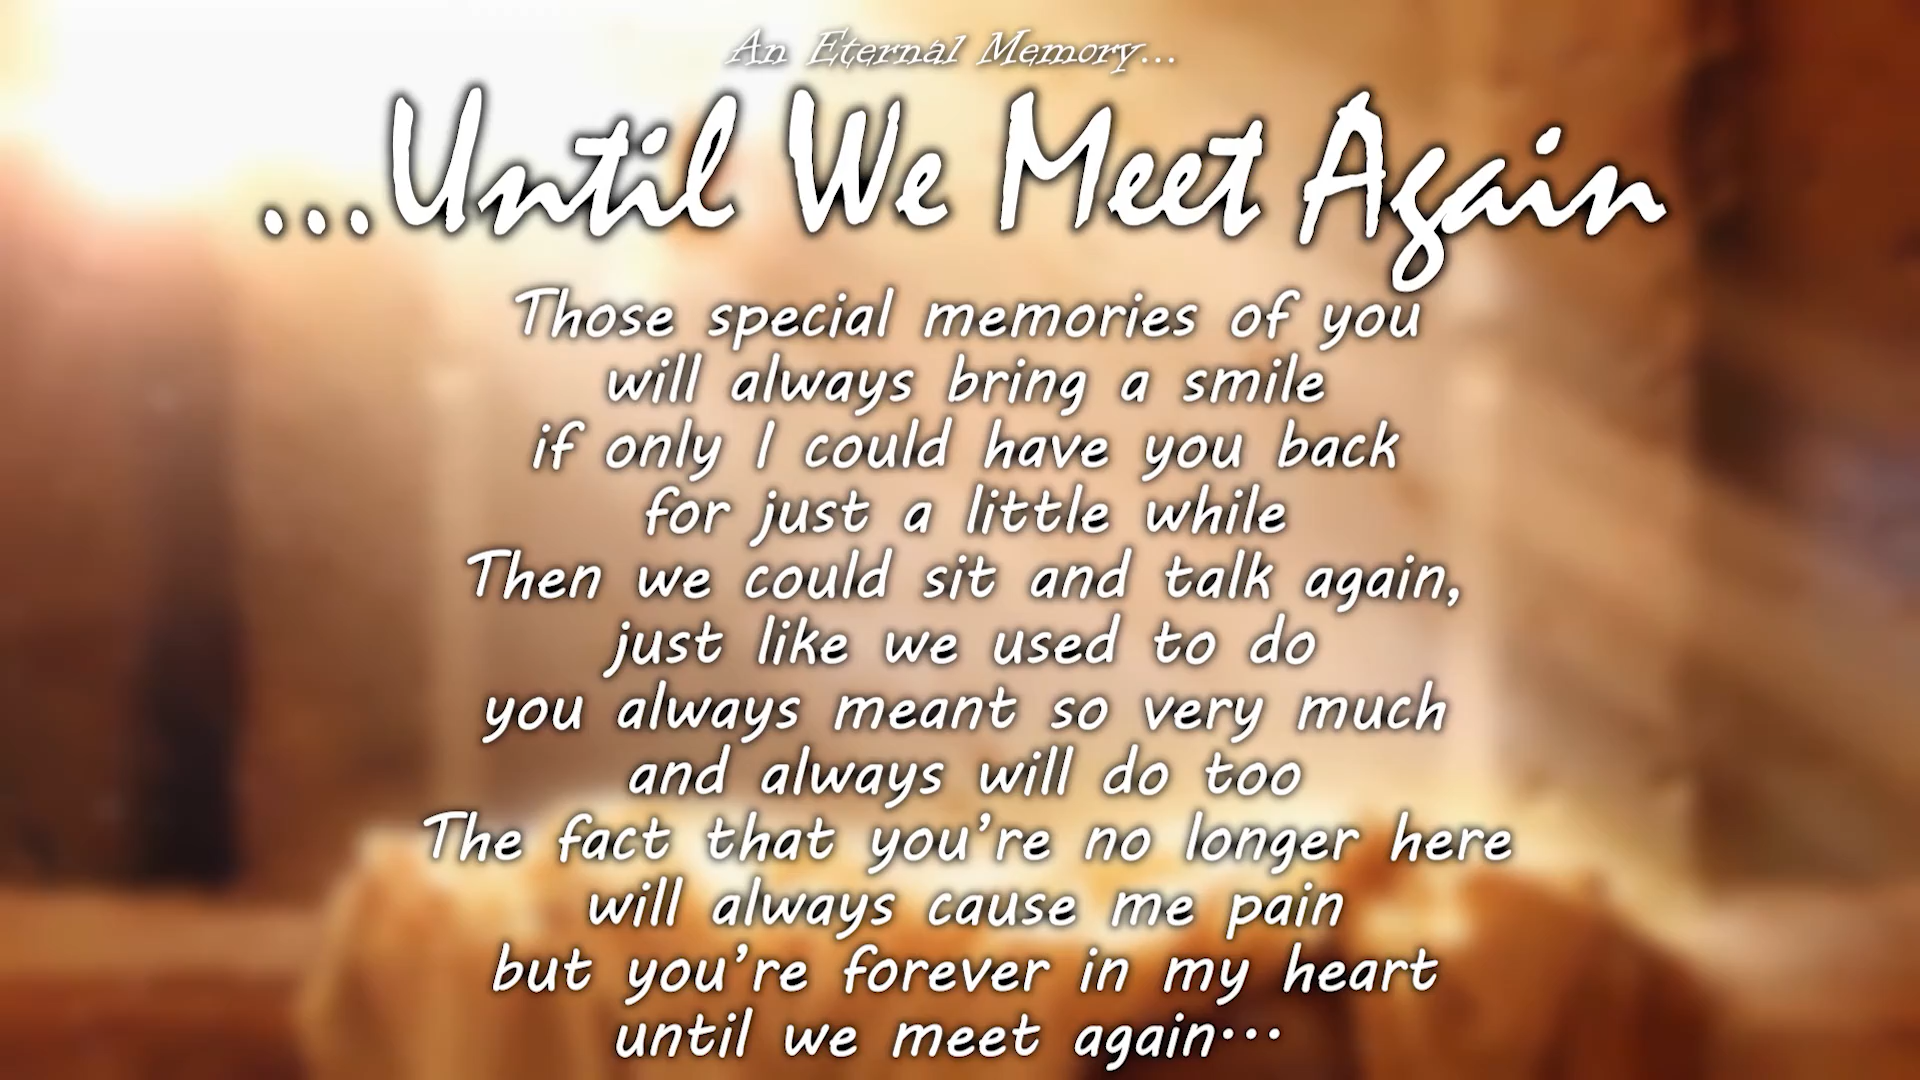 An Eternal Memory...
...Until We Meet Again
Those special memories of you
will always bring a smile
if only I could have you back
for just a little while
Then we could sit and talk again,
just like we used to do
you always meant so very much
and always will do too
The fact that you’re no longer here
will always cause me pain
but you’re forever in my heart
until we meet again…